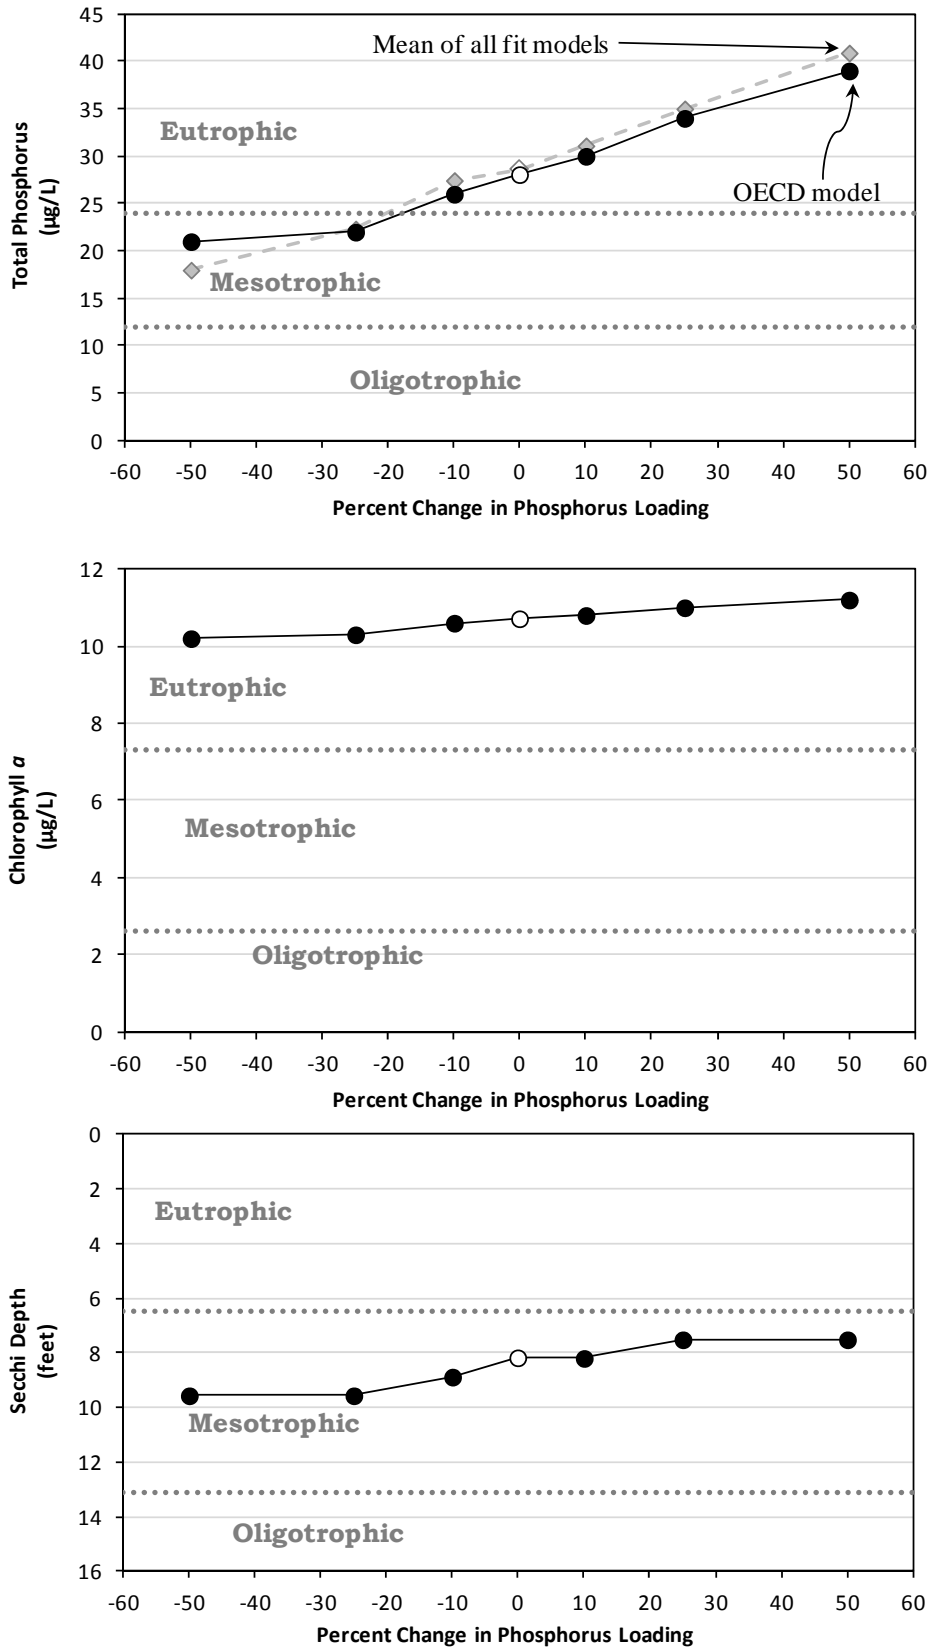 45
40
35
30
25
20
15
10
5
0
Total Phosphorus
(µg/L)
Mean of all fit models
Eutrophic
OECD model
Mesotrophic
Oligotrophic
-60 -50 -40 -30 -20 -10 0 10 20 30 40 50 60
Percent Change in Phosphorus Loading
12
10
8
6
4
2
0
Chlorophyll a
(µg/L)
Eutrophic
Mesotrophic
Oligotrophic
-60 -50 -40 -30 -20 -10 0 10 20 30 40 50 60
Percent Change in Phosphorus Loading
0
2
4
6
8
10
12
14
16
Secchi Depth
(feet)
Eutrophic
Mesotrophic
Oligotrophic
-60 -50 -40 -30 -20 -10 0 10 20 30 40 50 60
Percent Change in Phosphorus Loading